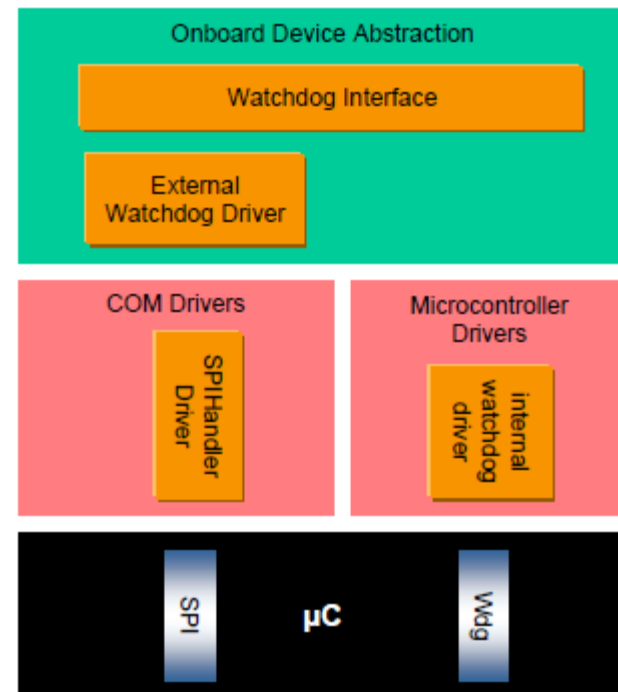 Onboard Device Abstraction
Watchdog Interface
External
Watchdog Driver
COM Drivers
SPIHandler
Driver
Microcontroller
Drivers
internal
watchdog
driver
SPI
µC
Wdg